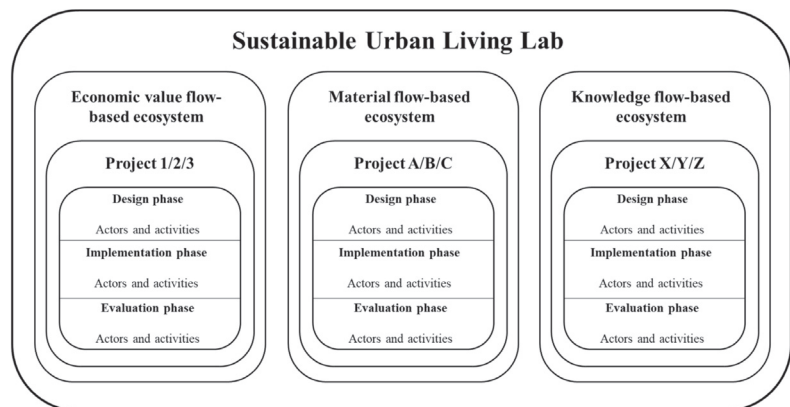 Sustainable Urban Living Lab
Economic value flow-
based ecosystem
Project 1/2/3
Design phase
Actors and activities
Implementation phase
Actors and activities
Evaluation phase
Actors and activities
Material flow-based
ecosystem
Project A/B/C
Design phase
Actors and activities
Implementation phase
Actors and activities
Evaluation phase
Actors and activities
Knowledge flow-based
ecosystem
Project X/Y/Z
Design phase
Actors and activities
Implementation phase
Actors and activities
Evaluation phase
Actors and activities